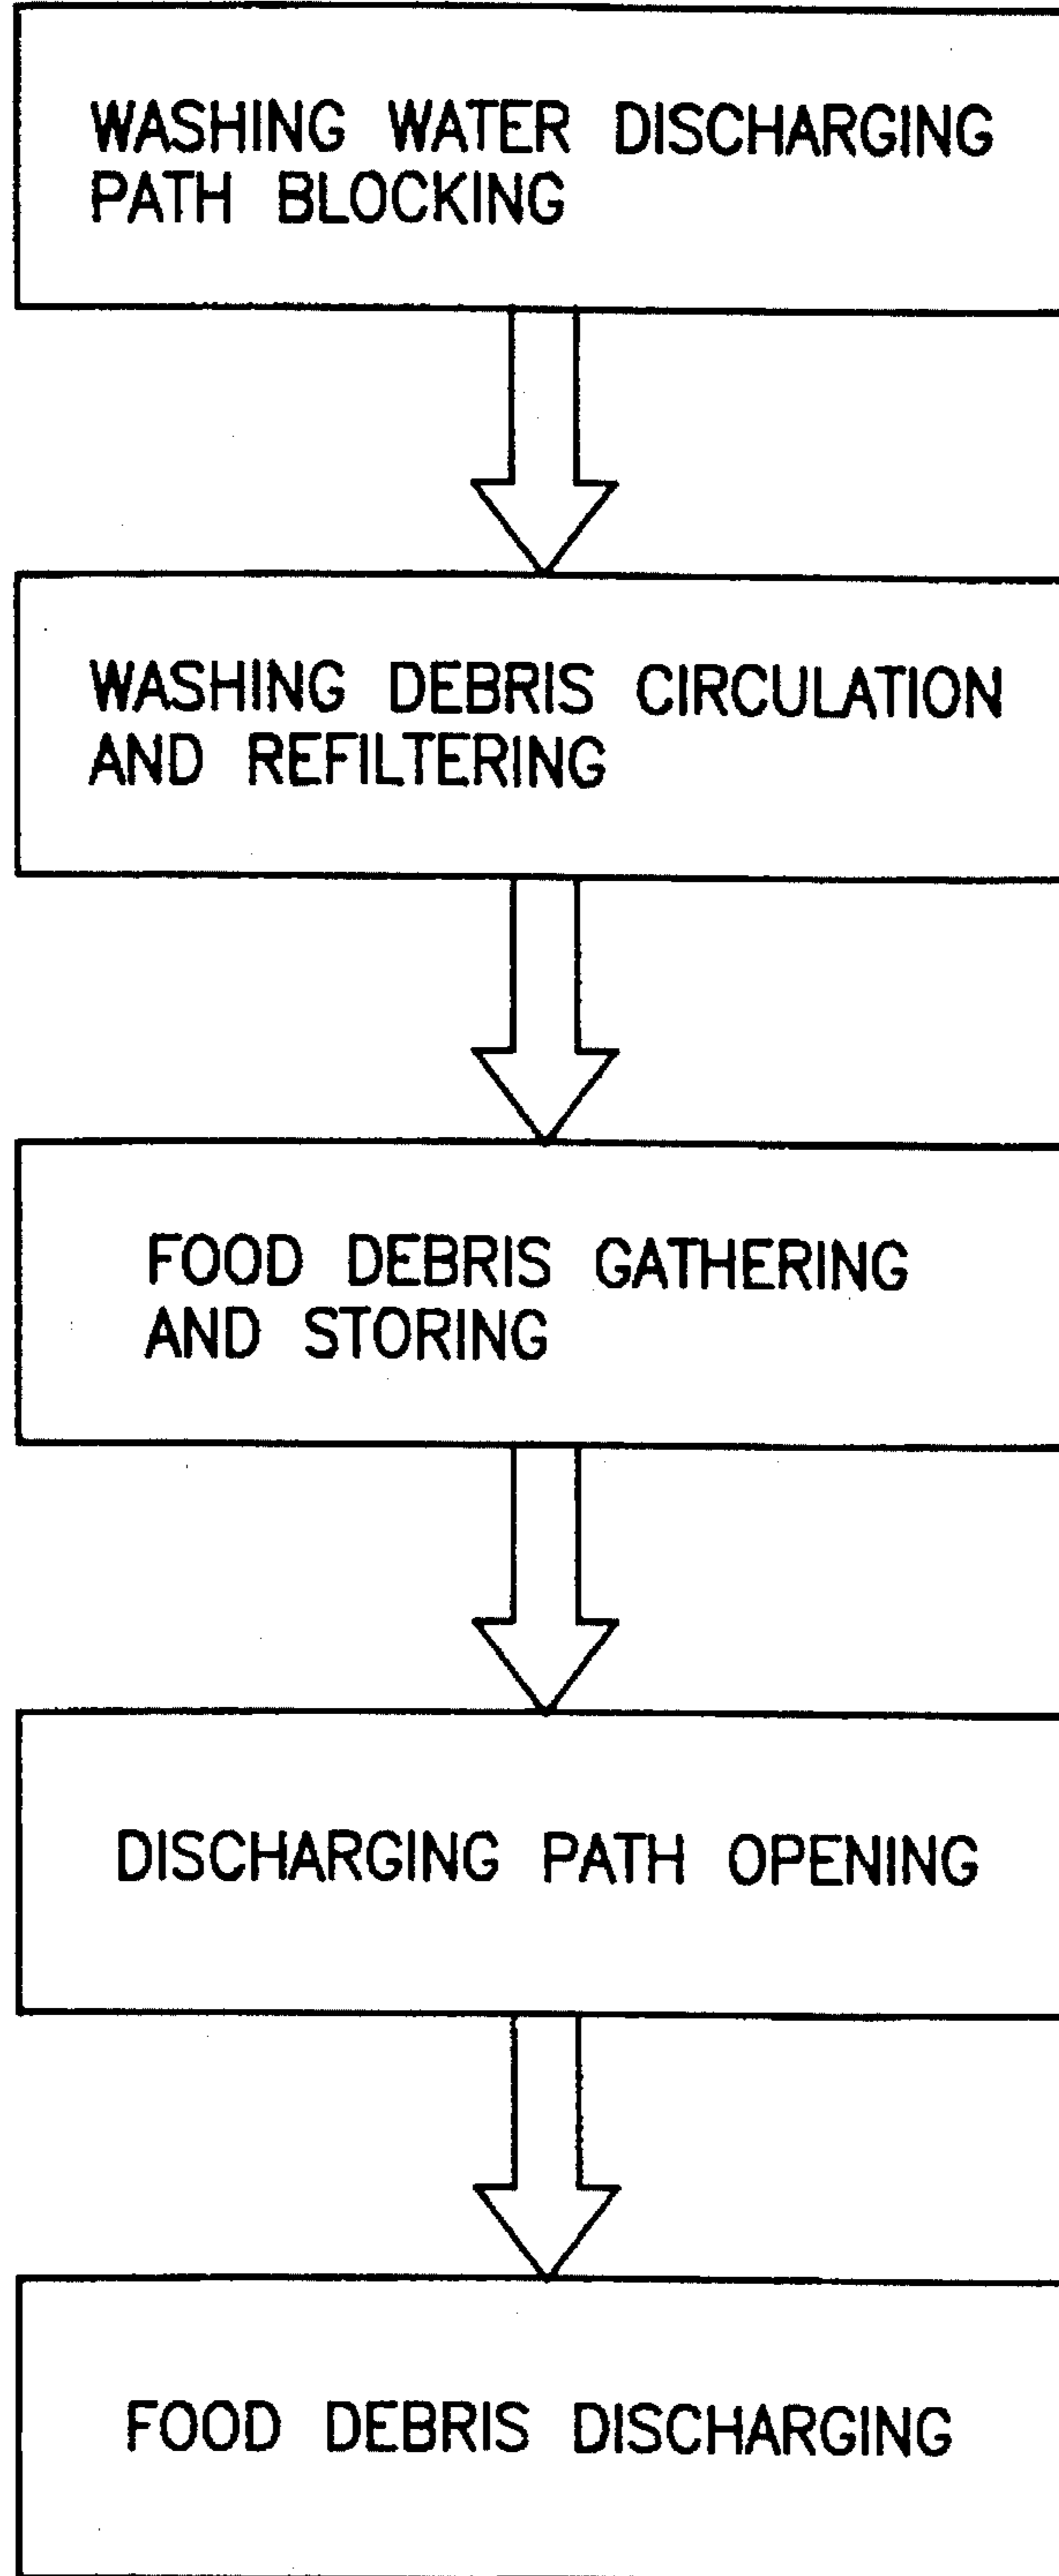 WASHING WATER DISCHARGING
PATH BLOCKING
WASHING DEBRIS CIRCULATION
AND REFILTERING
FOOD DEBRIS GATHERING
AND STORING
DISCHARGING PATH OPENING
FOOD DEBRIS DISCHARGING